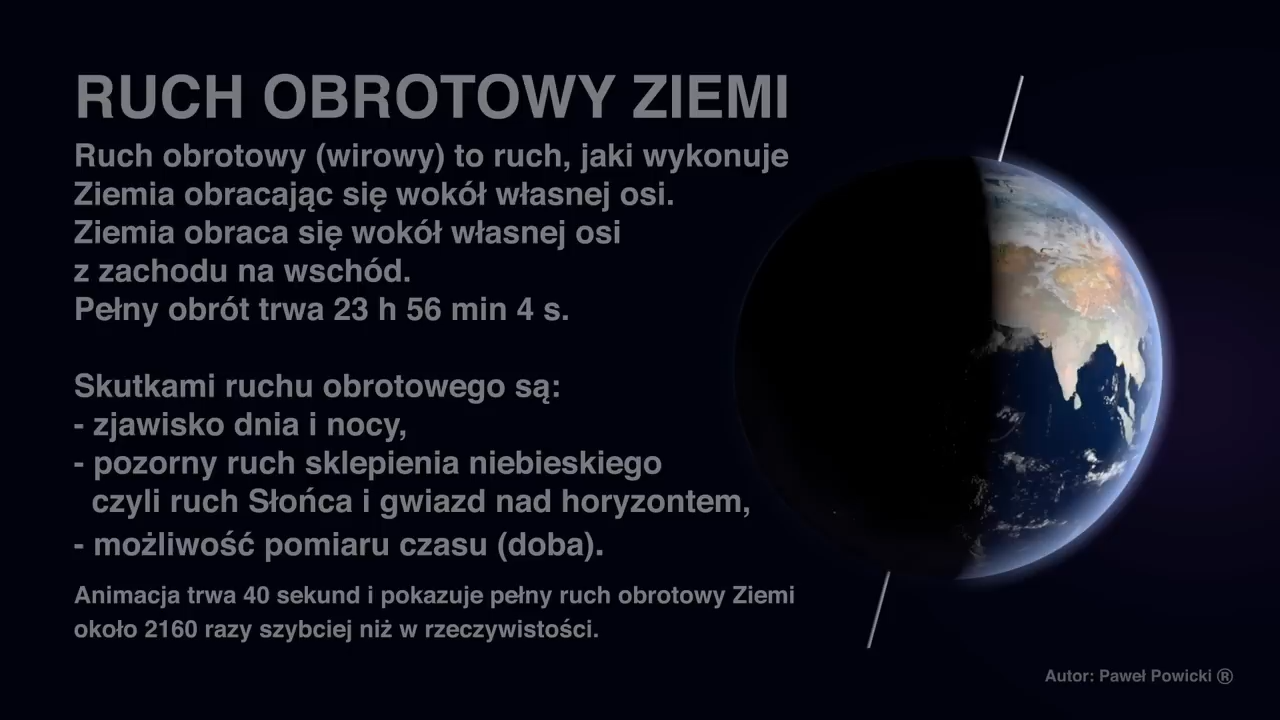 RUCH OBROTOWY ZIEMI
Ruch obrotowy (wirowy) to ruch, jaki wykonuje
Ziemia obracając się wokół własnej osi.
Ziemia obraca się wokół własnej osi
z zachodu na wschód.
Pełny obrót trwa 23 h 56 min 4 s.
Skutkami ruchu obrotowego są:
- zjawisko dnia i nocy,
- pozorny ruch sklepienia niebieskiego
czyli ruch Słońca i gwiazd nad horyzontem,
- możliwość pomiaru czasu (doba).
Animacja trwa 40 sekund i pokazuje pełny ruch obrotowy Ziemi
około 2160 razy szybciej niż w rzeczywistości.
Autor: Paweł Powicki ®